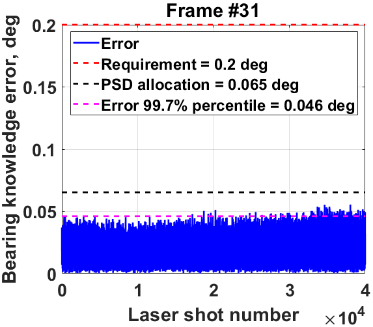 Frame #31
Bearing knowledge error, deg
0.2
0.15
0.1
0.05
0
Error
Requirement = 0.2 deg
PSD allocation = 0.065 deg
Error 99.7% percentile = 0.046 deg
0 1 2 3 4
Laser shot number ×10⁴